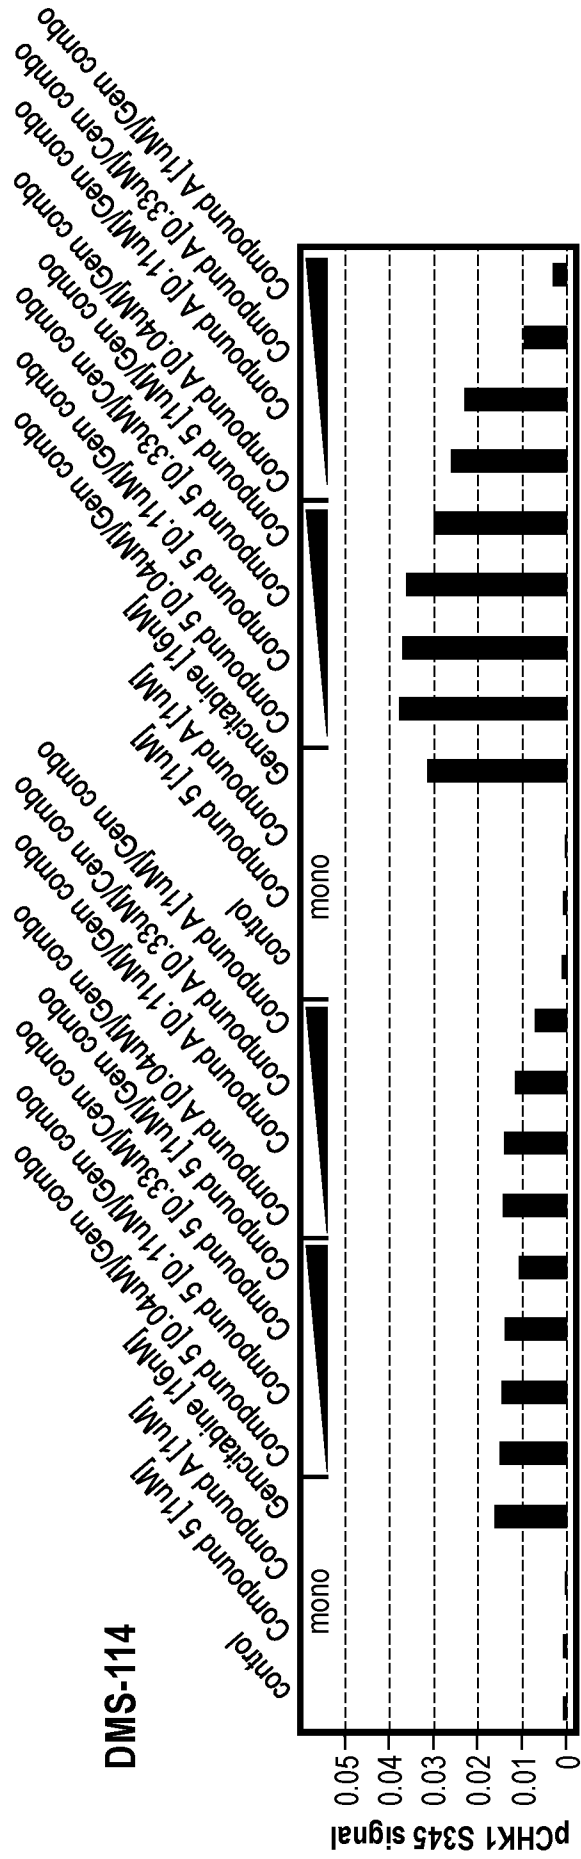 DMS-114
control
Compound 5 [1uM]
Compound A [1uM]
Gemcitabine [16nM]
Compound 5 [0.04uM]/Gem combo
Compound 5 [0.11uM]/Gem combo
Compound 5 [0.33uM]/Cem combo
Compound 5 [1uM]/Gem combo
Compound A [0.04uM]/Gem combo
Compound A [0.11uM]/Gem combo
Compound A [0.33uM]/Cem combo
Compound A [1uM]/Gem combo
control
Compound 5 [1uM]
Compound A [1uM]
Gemcitabine [16nM]
Compound 5 [0.04uM]/Gem combo
Compound 5 [0.11uM]/Gem combo
Compound 5 [0.33uM]/Cem combo
Compound 5 [1uM]/Gem combo
Compound A [0.04uM]/Gem combo
Compound A [0.11uM]/Gem combo
Compound A [0.33uM]/Cem combo
Compound A [1uM]/Gem combo
mono
mono
pCHK1 S345 signal
0.05
0.04
0.03
0.02
0.01
0